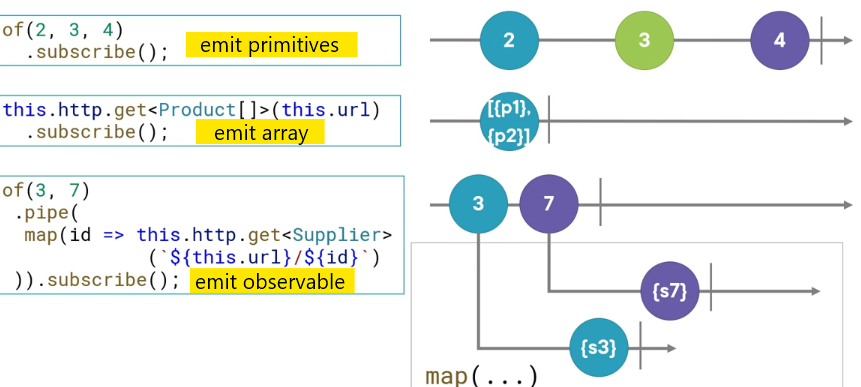 of(2, 3, 4)
.subscribe();
emit primitives
2
3
4
this.http.get<Product[]>(this.url)
.subscribe();
emit array
[{p1},
{p2}]
of(3, 7)
.pipe(
map(id => this.http.get<Supplier>
(`${this.url}/${id}`)
)).subscribe();
emit observable
3
7
{s7}
{s3}
map(...)